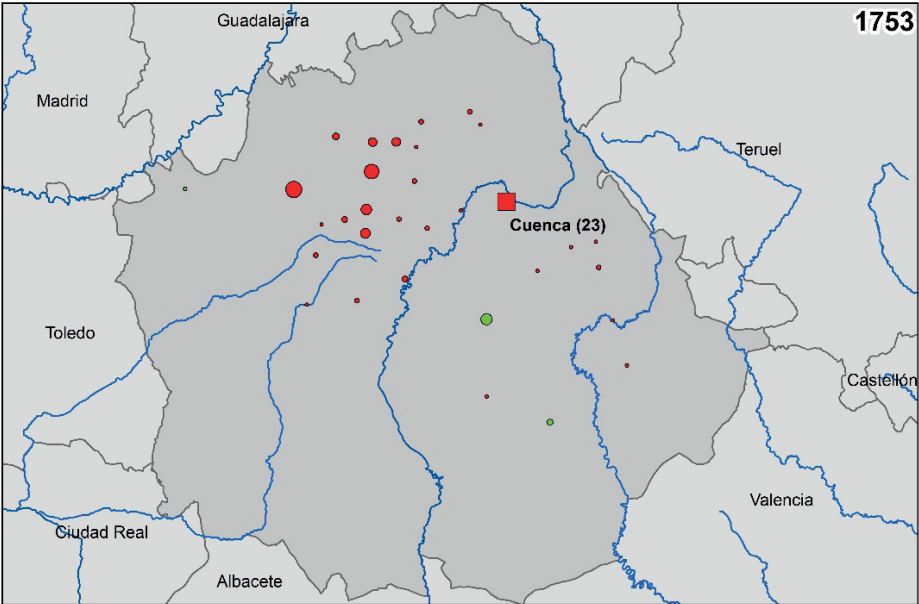 1753
Guadalajara
Madrid
Teruel
Cuenca (23)
Toledo
Castellón
Valencia
Ciudad Real
Albacete